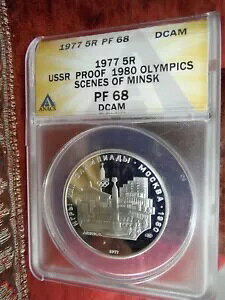 1977 5R PF 68 DCAM
1977 5R
USSR PROOF 1980 OLYMPICS
SCENES OF MINSK
PF 68
DCAM
ANACS
ОЛИМПИАДЫ · МОСКВА · 1980
1977